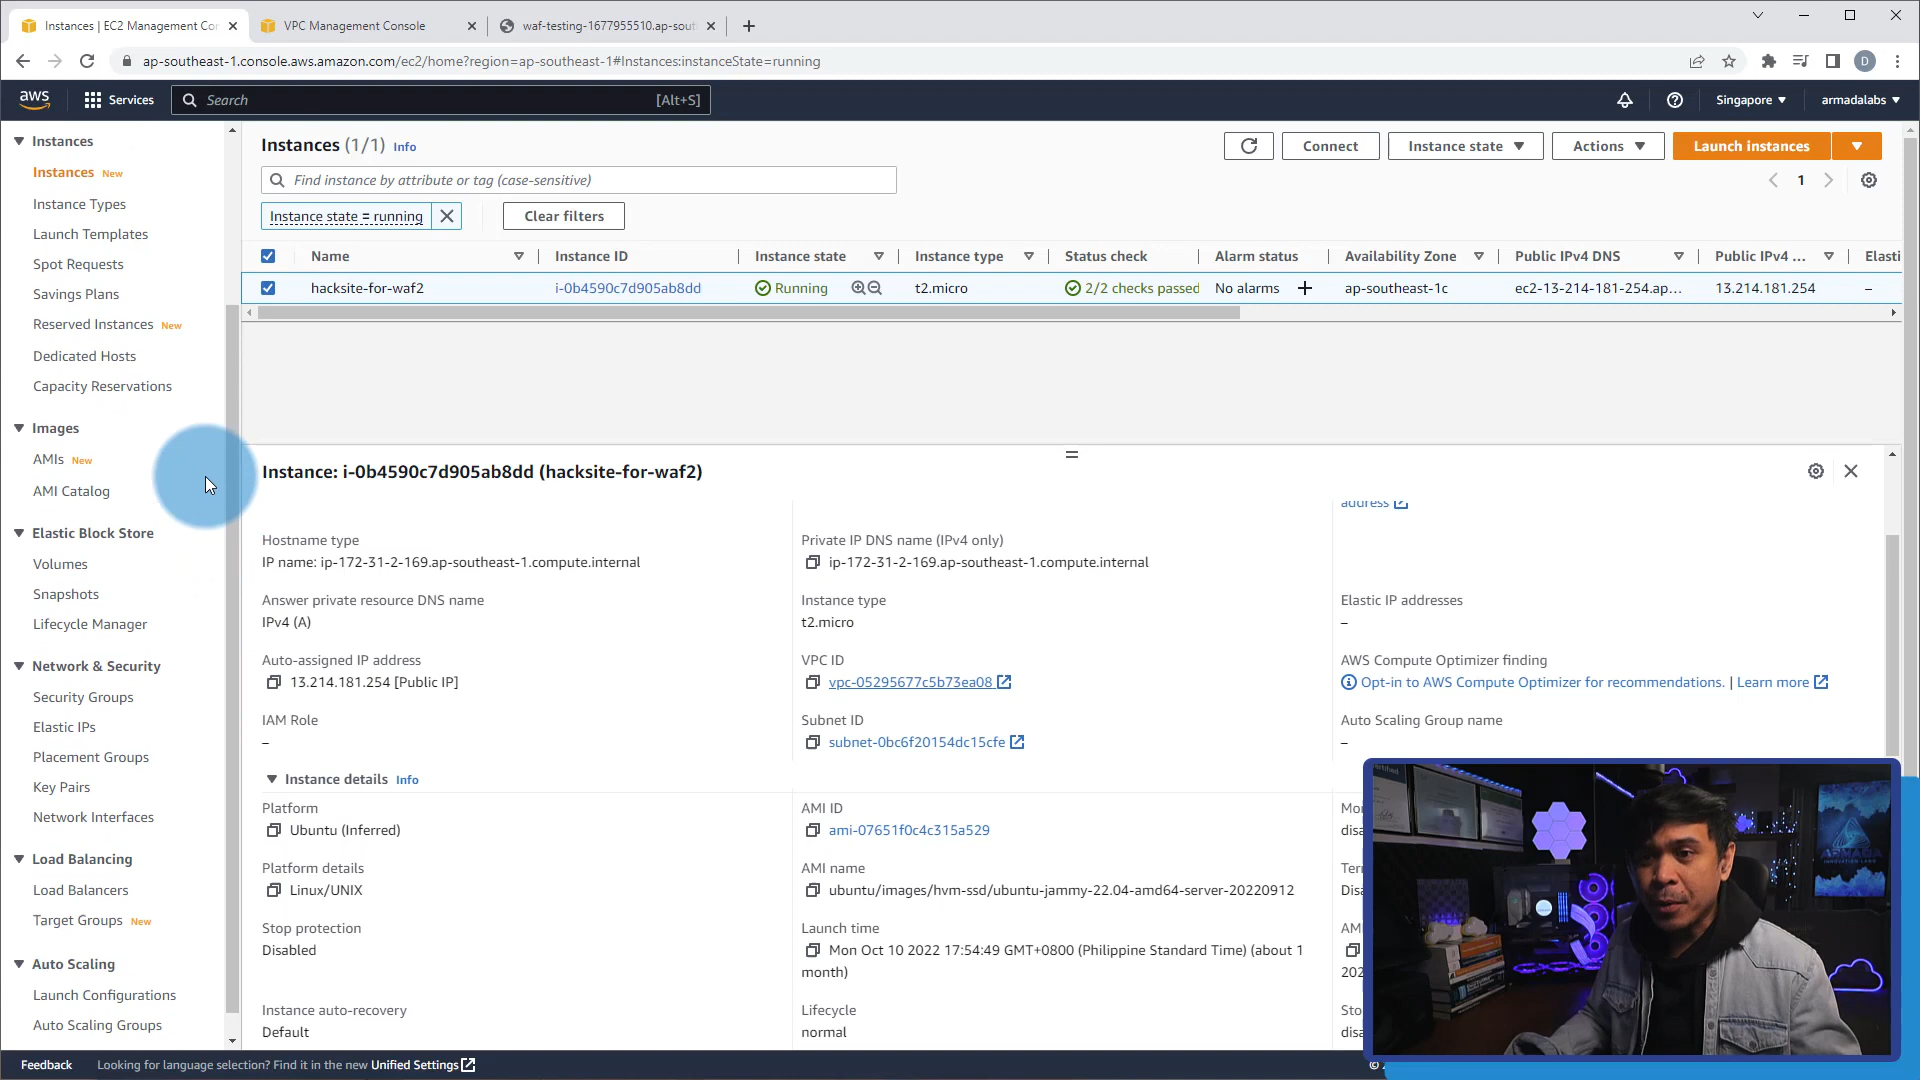 Instances | EC2 Management Con
VPC Management Console
waf-testing-1677955510.ap-sout
ap-southeast-1.console.aws.amazon.com/ec2/home?region=ap-southeast-1#Instances:instanceState=running
D
aws
Services
Search
[Alt+S]
Singapore
armadalabs
Instances
Instances New
Instance Types
Launch Templates
Spot Requests
Savings Plans
Reserved Instances New
Dedicated Hosts
Capacity Reservations
Images
AMIs New
AMI Catalog
Elastic Block Store
Volumes
Snapshots
Lifecycle Manager
Network & Security
Security Groups
Elastic IPs
Placement Groups
Key Pairs
Network Interfaces
Load Balancing
Load Balancers
Target Groups New
Auto Scaling
Launch Configurations
Auto Scaling Groups
Instances (1/1) Info
Connect
Instance state
Actions
Launch instances
Find instance by attribute or tag (case-sensitive)
1
Instance state = running
Clear filters
Name Instance ID Instance state Instance type Status check Alarm status Availability Zone Public IPv4 DNS Public IPv4 ... Elasti
hacksite-for-waf2 i-0b4590c7d905ab8dd Running t2.micro 2/2 checks passed No alarms ap-southeast-1c ec2-13-214-181-254.ap... 13.214.181.254 –
Instance: i-0b4590c7d905ab8dd (hacksite-for-waf2)
address
Hostname type
IP name: ip-172-31-2-169.ap-southeast-1.compute.internal
Private IP DNS name (IPv4 only)
ip-172-31-2-169.ap-southeast-1.compute.internal
Answer private resource DNS name
IPv4 (A)
Instance type
t2.micro
Elastic IP addresses
–
Auto-assigned IP address
13.214.181.254 [Public IP]
VPC ID
vpc-05295677c5b73ea08
AWS Compute Optimizer finding
Opt-in to AWS Compute Optimizer for recommendations. | Learn more
IAM Role
–
Subnet ID
subnet-0bc6f20154dc15cfe
Auto Scaling Group name
–
Instance details Info
Platform
Ubuntu (Inferred)
AMI ID
ami-07651f0c4c315a529
Mo
disa
Platform details
Linux/UNIX
AMI name
ubuntu/images/hvm-ssd/ubuntu-jammy-22.04-amd64-server-20220912
Ter
Disa
Stop protection
Disabled
Launch time
Mon Oct 10 2022 17:54:49 GMT+0800 (Philippine Standard Time) (about 1
month)
AM
202
Instance auto-recovery
Default
Lifecycle
normal
Sto
disa
ARMADA
Feedback
Looking for language selection? Find it in the new Unified Settings
©